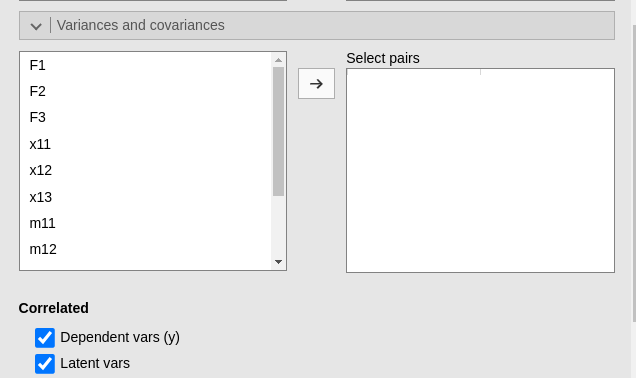 Variances and covariances
Select pairs
F1
F2
F3
x11
x12
x13
m11
m12
Correlated
Dependent vars (y)
Latent vars